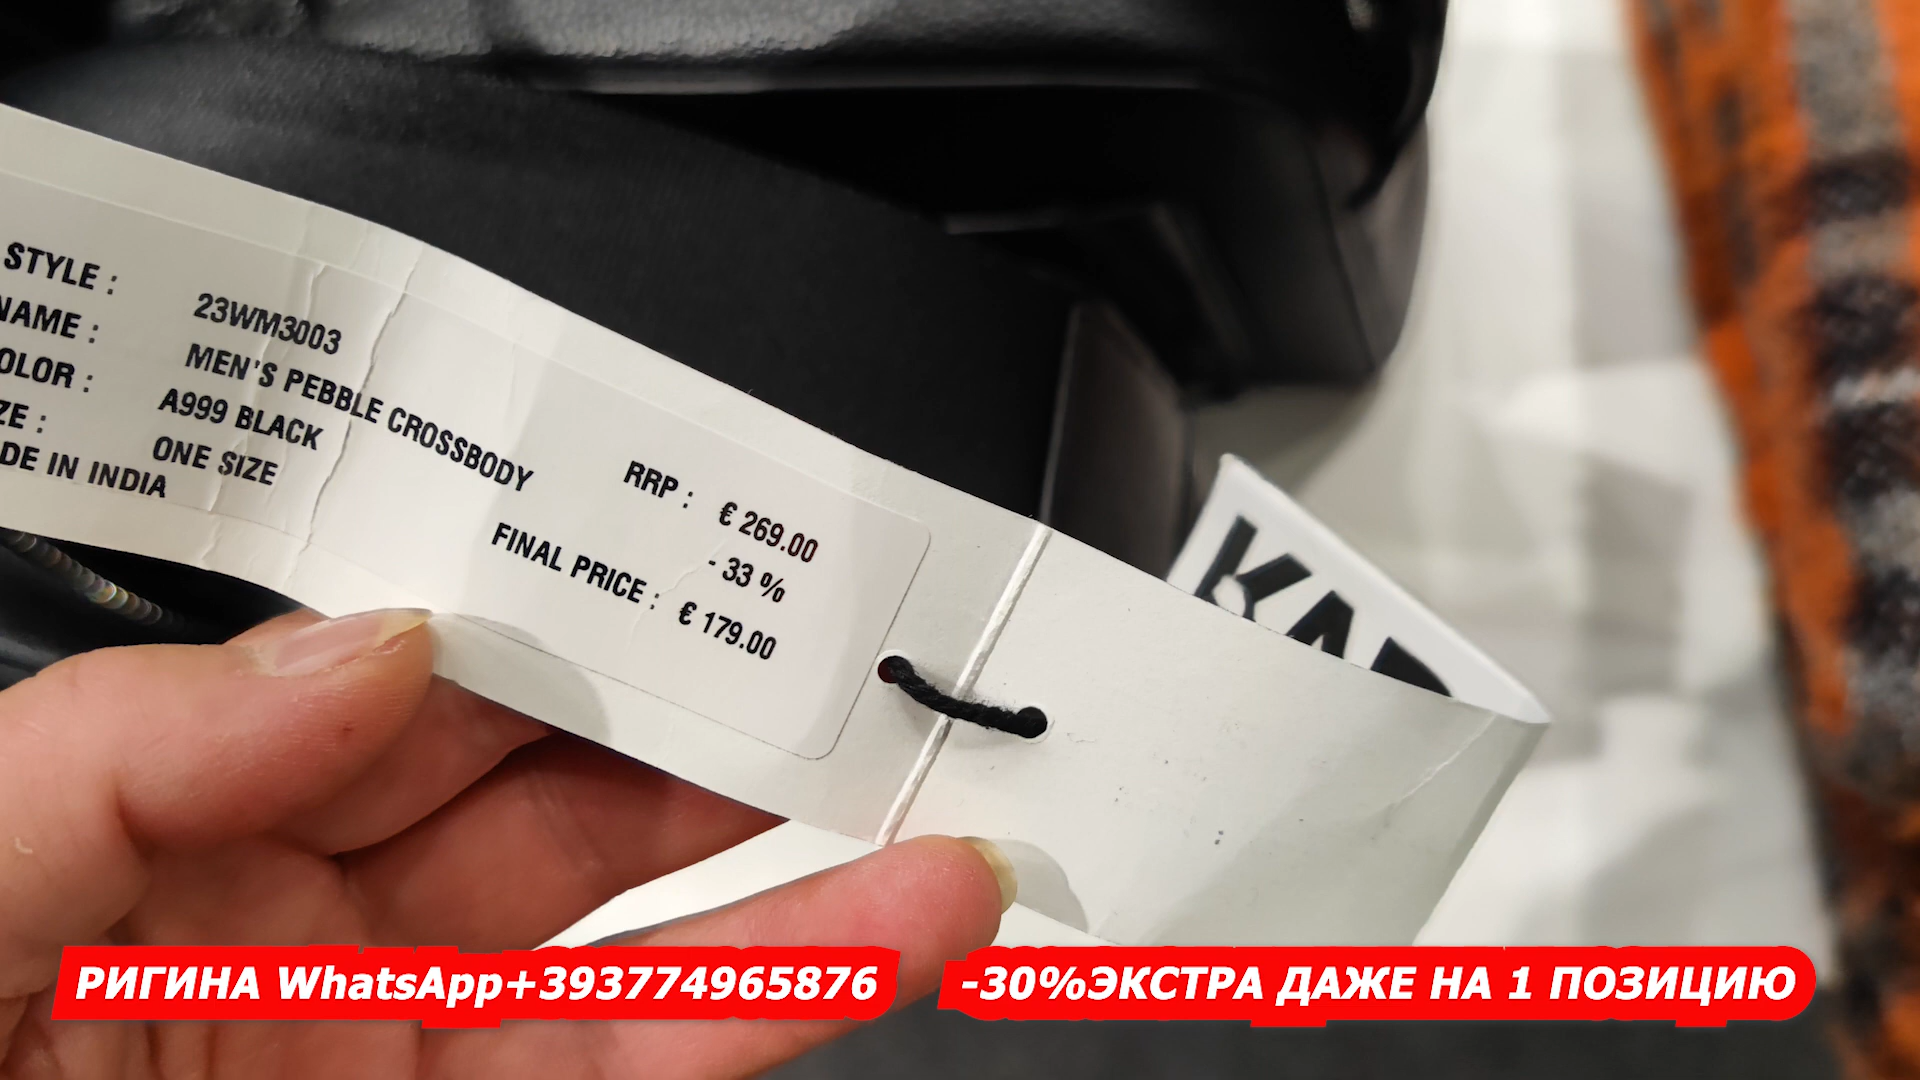 STYLE : 23WM3003
NAME : MEN'S PEBBLE CROSSBODY
OLOR : A999 BLACK
ZE : ONE SIZE
DE IN INDIA
RRP : € 269.00
- 33 %
FINAL PRICE : € 179.00
РИГИНА WhatsApp+393774965876
-30%ЭКСТРА ДАЖЕ НА 1 ПОЗИЦИЮ